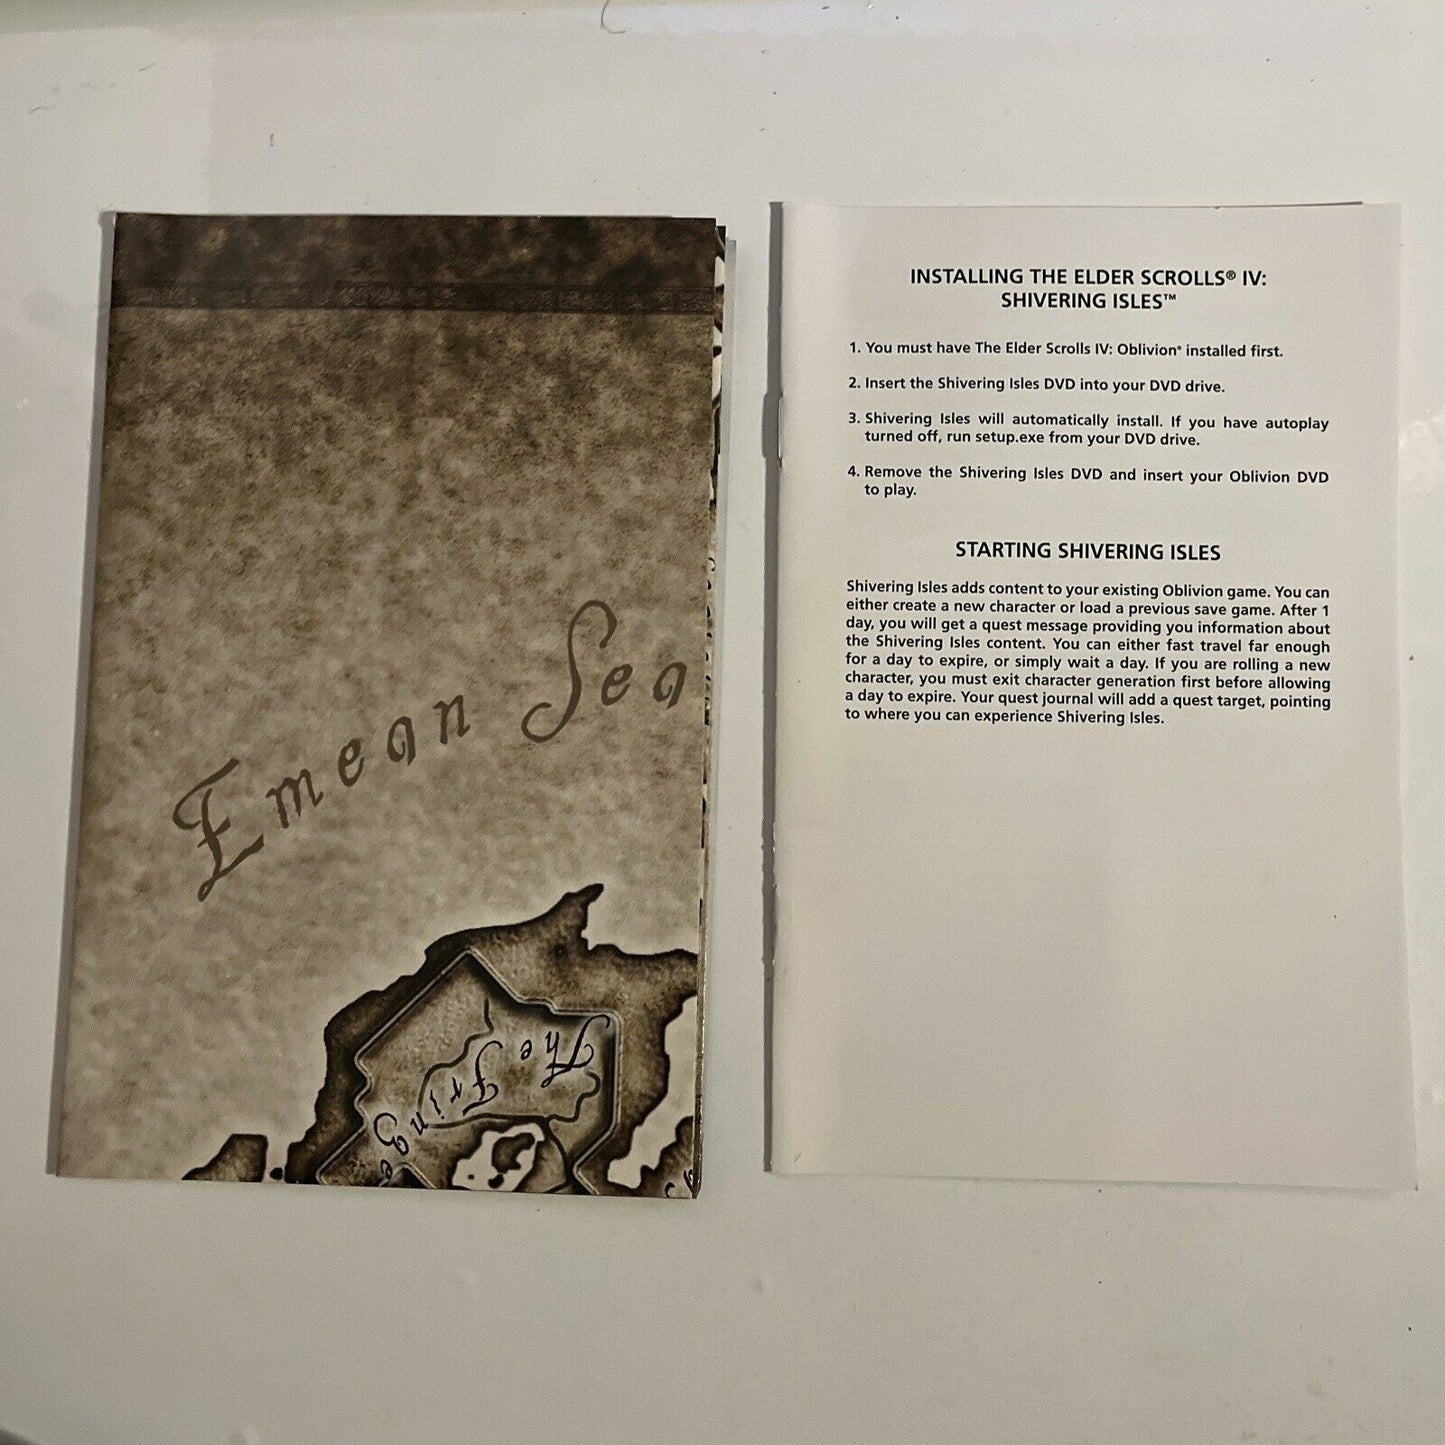 Emean Sea
The Fringe
INSTALLING THE ELDER SCROLLS® IV:
SHIVERING ISLES™
1. You must have The Elder Scrolls IV: Oblivion® installed first.
2. Insert the Shivering Isles DVD into your DVD drive.
3. Shivering Isles will automatically install. If you have autoplay
turned off, run setup.exe from your DVD drive.
4. Remove the Shivering Isles DVD and insert your Oblivion DVD
to play.
STARTING SHIVERING ISLES
Shivering Isles adds content to your existing Oblivion game. You can
either create a new character or load a previous save game. After 1
day, you will get a quest message providing you information about
the Shivering Isles content. You can either fast travel far enough
for a day to expire, or simply wait a day. If you are rolling a new
character, you must exit character generation first before allowing
a day to expire. Your quest journal will add a quest target, pointing
to where you can experience Shivering Isles.